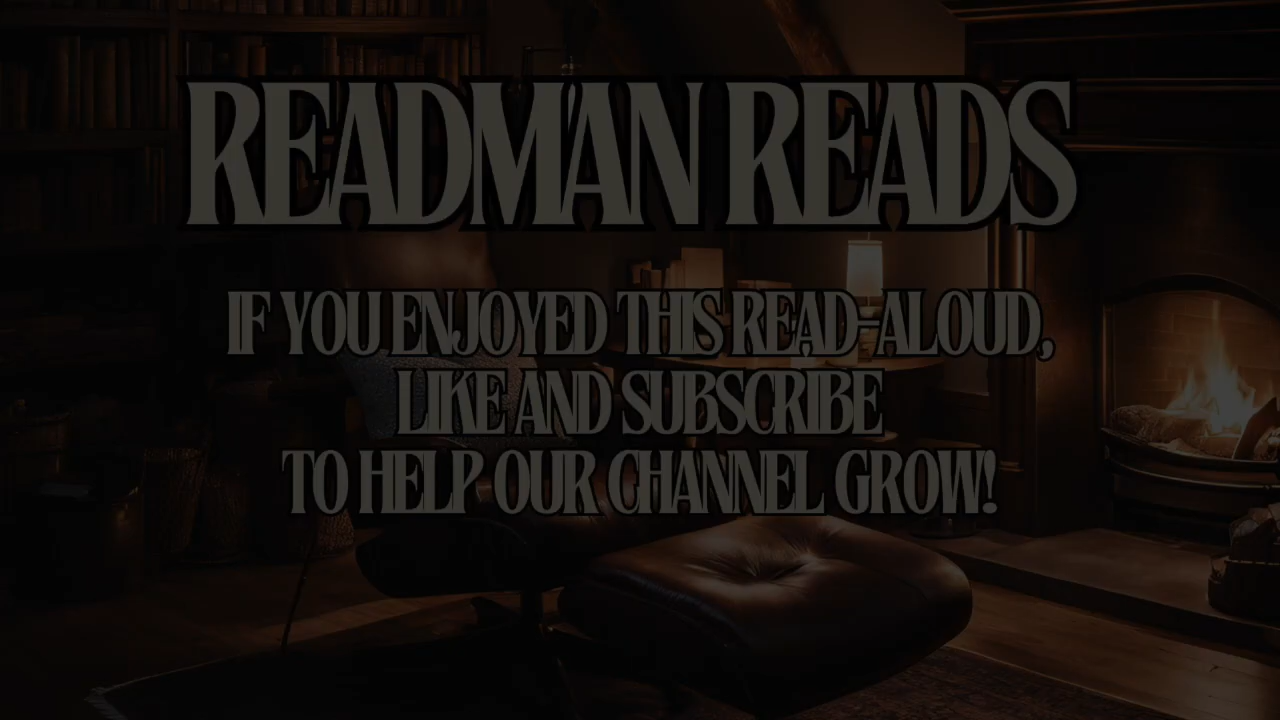 READMAN READS
IF YOU ENJOYED THIS READ-ALOUD,
LIKE AND SUBSCRIBE
TO HELP OUR CHANNEL GROW!